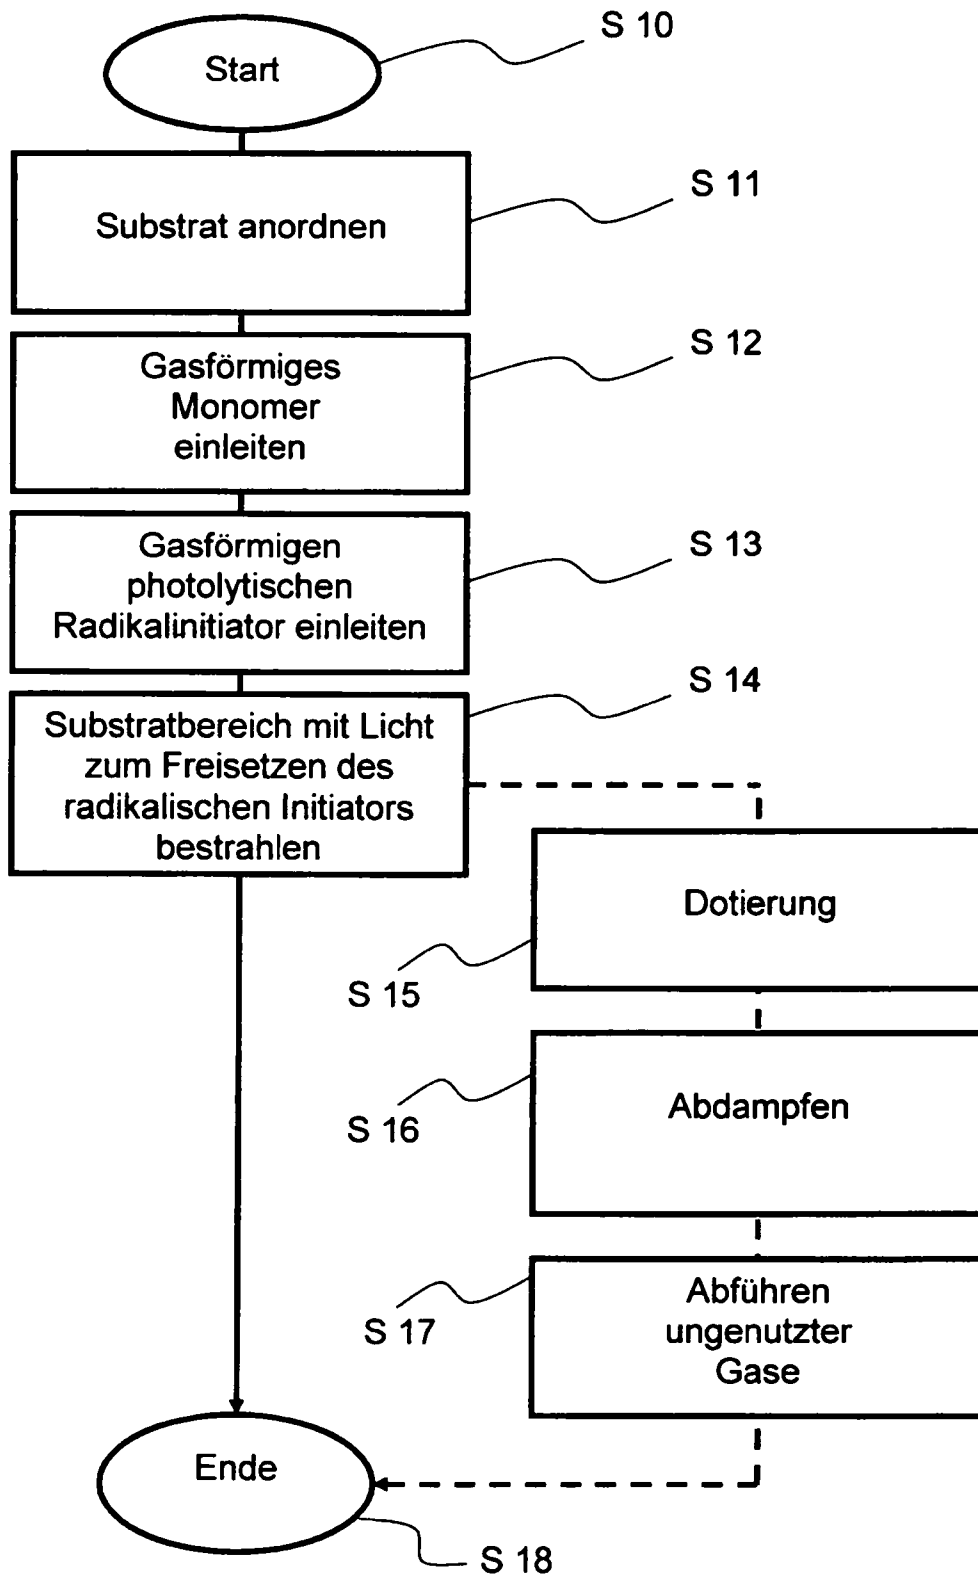 S 10
Start
S 11
Substrat anordnen
S 12
Gasförmiges
Monomer
einleiten
S 13
Gasförmigen
photolytischen
Radikalinitiator einleiten
S 14
Substratbereich mit Licht
zum Freisetzen des
radikalischen Initiators
bestrahlen
Dotierung
S 15
Abdampfen
S 16
Abführen
ungenutzter
Gase
S 17
Ende
S 18